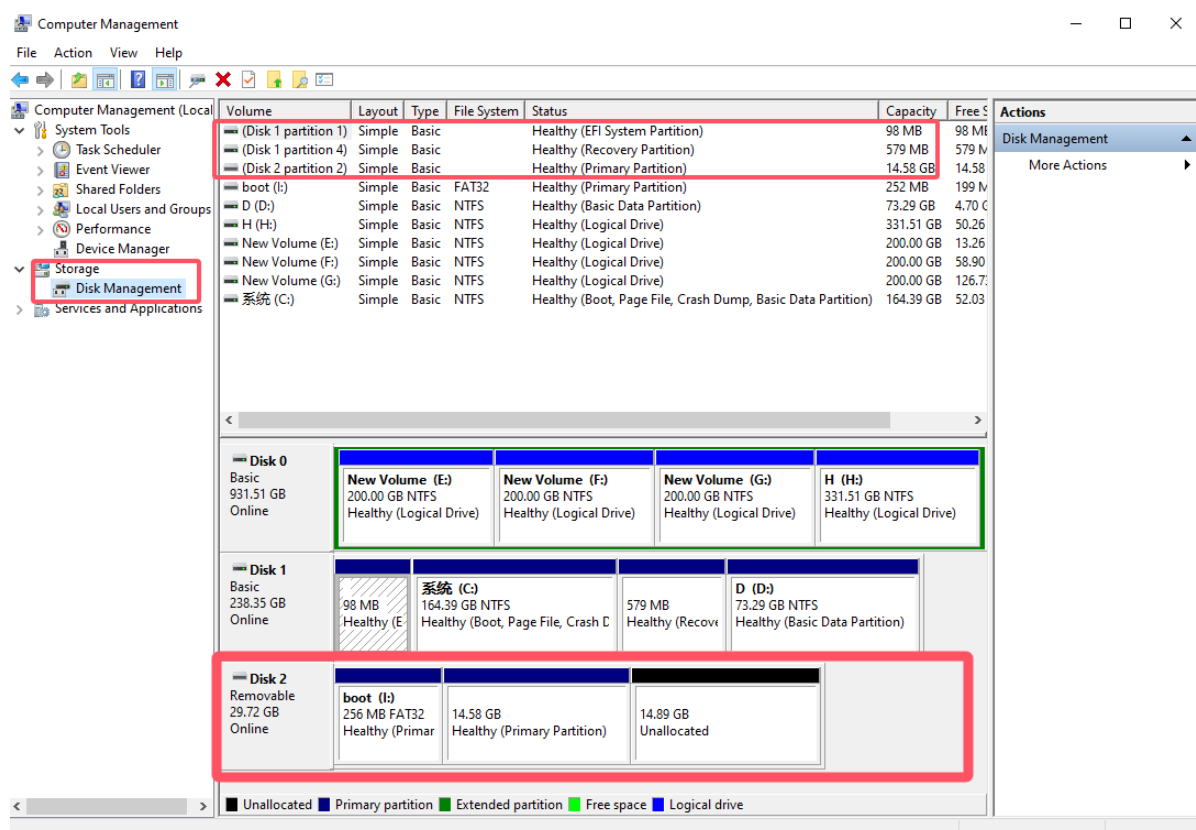 Computer Management
File Action View Help
Computer Management (Local
System Tools
Task Scheduler
Event Viewer
Shared Folders
Local Users and Groups
Performance
Device Manager
Storage
Disk Management
Services and Applications
Volume Layout Type File System Status Capacity Free S
(Disk 1 partition 1) Simple Basic Healthy (EFI System Partition) 98 MB 98 MB
(Disk 1 partition 4) Simple Basic Healthy (Recovery Partition) 579 MB 579 M
(Disk 2 partition 2) Simple Basic Healthy (Primary Partition) 14.58 GB 14.58
boot (I:) Simple Basic FAT32 Healthy (Primary Partition) 252 MB 199 M
D (D:) Simple Basic NTFS Healthy (Basic Data Partition) 73.29 GB 4.70 G
H (H:) Simple Basic NTFS Healthy (Logical Drive) 331.51 GB 50.26
New Volume (E:) Simple Basic NTFS Healthy (Logical Drive) 200.00 GB 13.26
New Volume (F:) Simple Basic NTFS Healthy (Logical Drive) 200.00 GB 58.90
New Volume (G:) Simple Basic NTFS Healthy (Logical Drive) 200.00 GB 126.7
系统 (C:) Simple Basic NTFS Healthy (Boot, Page File, Crash Dump, Basic Data Partition) 164.39 GB 52.03
Actions
Disk Management
More Actions
Disk 0
Basic
931.51 GB
Online
New Volume (E:)
200.00 GB NTFS
Healthy (Logical Drive)
New Volume (F:)
200.00 GB NTFS
Healthy (Logical Drive)
New Volume (G:)
200.00 GB NTFS
Healthy (Logical Drive)
H (H:)
331.51 GB NTFS
Healthy (Logical Drive)
Disk 1
Basic
238.35 GB
Online
98 MB
Healthy (E
系统 (C:)
164.39 GB NTFS
Healthy (Boot, Page File, Crash D
579 MB
Healthy (Recove
D (D:)
73.29 GB NTFS
Healthy (Basic Data Partition)
Disk 2
Removable
29.72 GB
Online
boot (I:)
256 MB FAT32
Healthy (Primar
14.58 GB
Healthy (Primary Partition)
14.89 GB
Unallocated
Unallocated Primary partition Extended partition Free space Logical drive